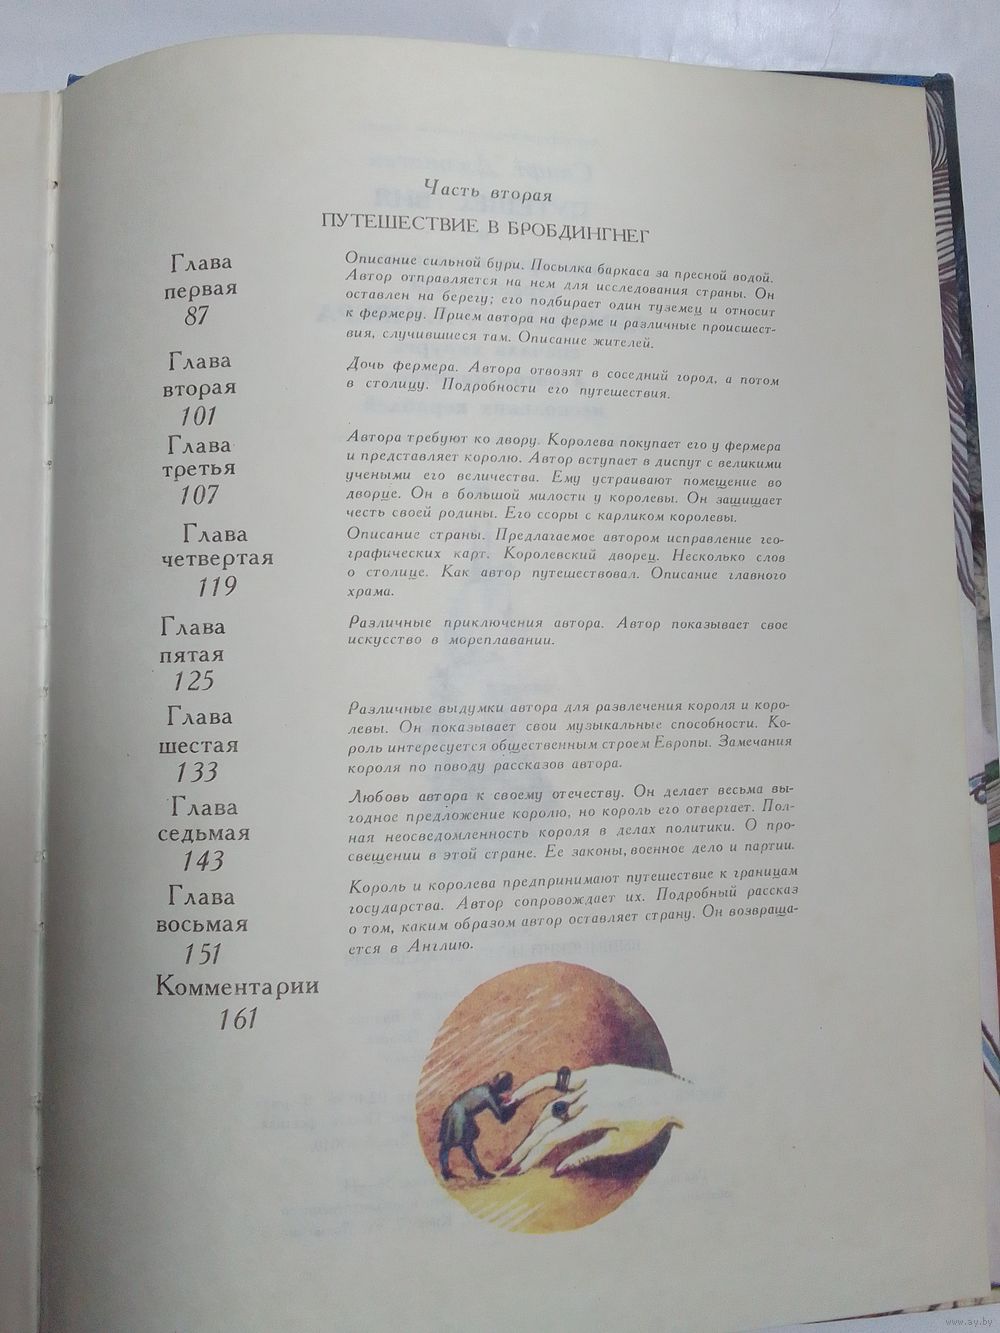 Часть вторая
ПУТЕШЕСТВИЕ В БРОБДИНГНЕГ
Глава
первая
87
Описание сильной бури. Посылка баркаса за пресной водой.
Автор отправляется на нем для исследования страны. Он
оставлен на берегу; его подбирает один туземец и относит
к фермеру. Прием автора на ферме и различные происшест-
вия, случившиеся там. Описание жителей.
Глава
вторая
101
Дочь фермера. Автора отвозят в соседний город, а потом
в столицу. Подробности его путешествия.
Глава
третья
107
Автора требуют ко двору. Королева покупает его у фермера
и представляет королю. Автор вступает в диспут с великими
учеными его величества. Ему устраивают помещение во
дворце. Он в большой милости у королевы. Он защищает
честь своей родины. Его ссоры с карликом королевы.
Глава
четвертая
119
Описание страны. Предлагаемое автором исправление гео-
графических карт. Королевский дворец. Несколько слов
о столице. Как автор путешествовал. Описание главного
храма.
Глава
пятая
125
Различные приключения автора. Автор показывает свое
искусство в мореплавании.
Глава
шестая
133
Различные выдумки автора для развлечения короля и коро-
левы. Он показывает свои музыкальные способности. Ко-
роль интересуется общественным строем Европы. Замечания
короля по поводу рассказов автора.
Глава
седьмая
143
Любовь автора к своему отечеству. Он делает весьма вы-
годное предложение королю, но король его отвергает. Пол-
ная неосведомленность короля в делах политики. О про-
свещении в этой стране. Ее законы, военное дело и партии.
Глава
восьмая
151
Король и королева предпринимают путешествие к границам
государства. Автор сопровождает их. Подробный рассказ
о том, каким образом автор оставляет страну. Он возвраща-
ется в Англию.
Комментарии
161
www.ay.by